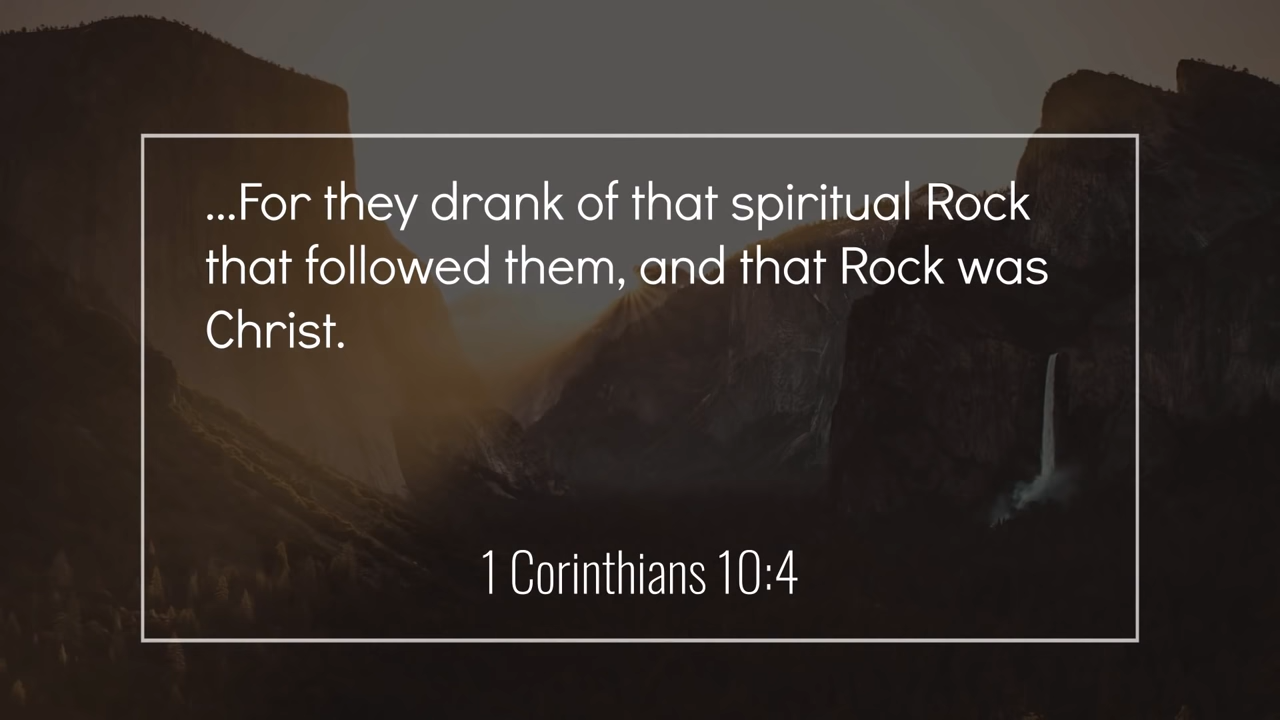 ...For they drank of that spiritual Rock
that followed them, and that Rock was
Christ.
1 Corinthians 10:4